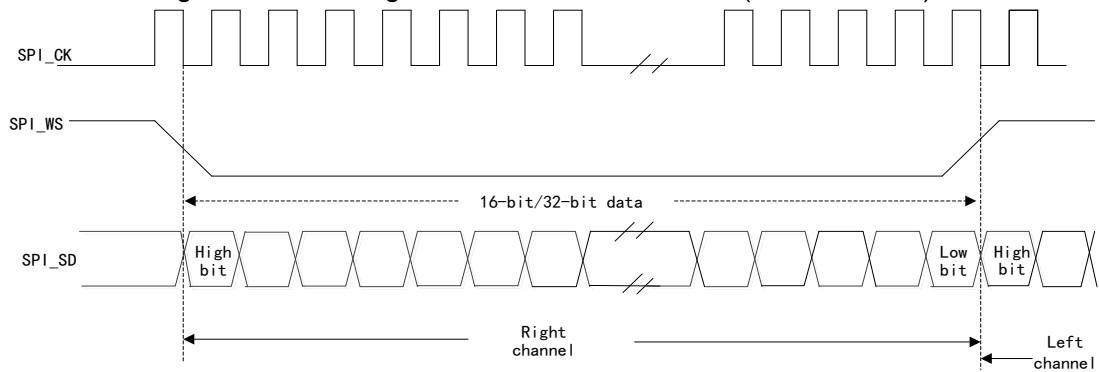 SPI_CK
SPI_WS
16-bit/32-bit data
SPI_SD
High
bit
Low
bit
High
bit
Right
channel
Left
channel